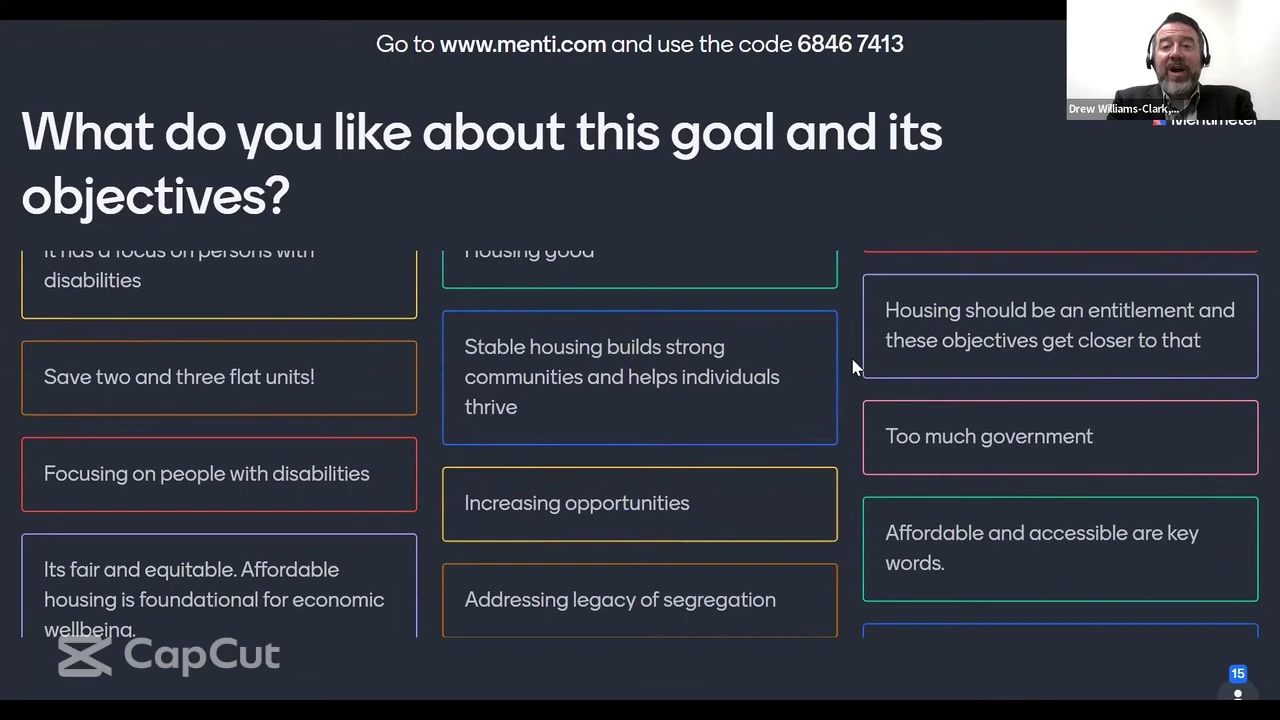 Go to www.menti.com and use the code 6846 7413
Drew Williams-Clark,...
Mentimeter
What do you like about this goal and its
objectives?
It has a focus on persons with
disabilities
Save two and three flat units!
Focusing on people with disabilities
Its fair and equitable. Affordable
housing is foundational for economic
wellbeing.
Housing good
Stable housing builds strong
communities and helps individuals
thrive
Increasing opportunities
Addressing legacy of segregation
Housing should be an entitlement and
these objectives get closer to that
Too much government
Affordable and accessible are key
words.
CapCut
15